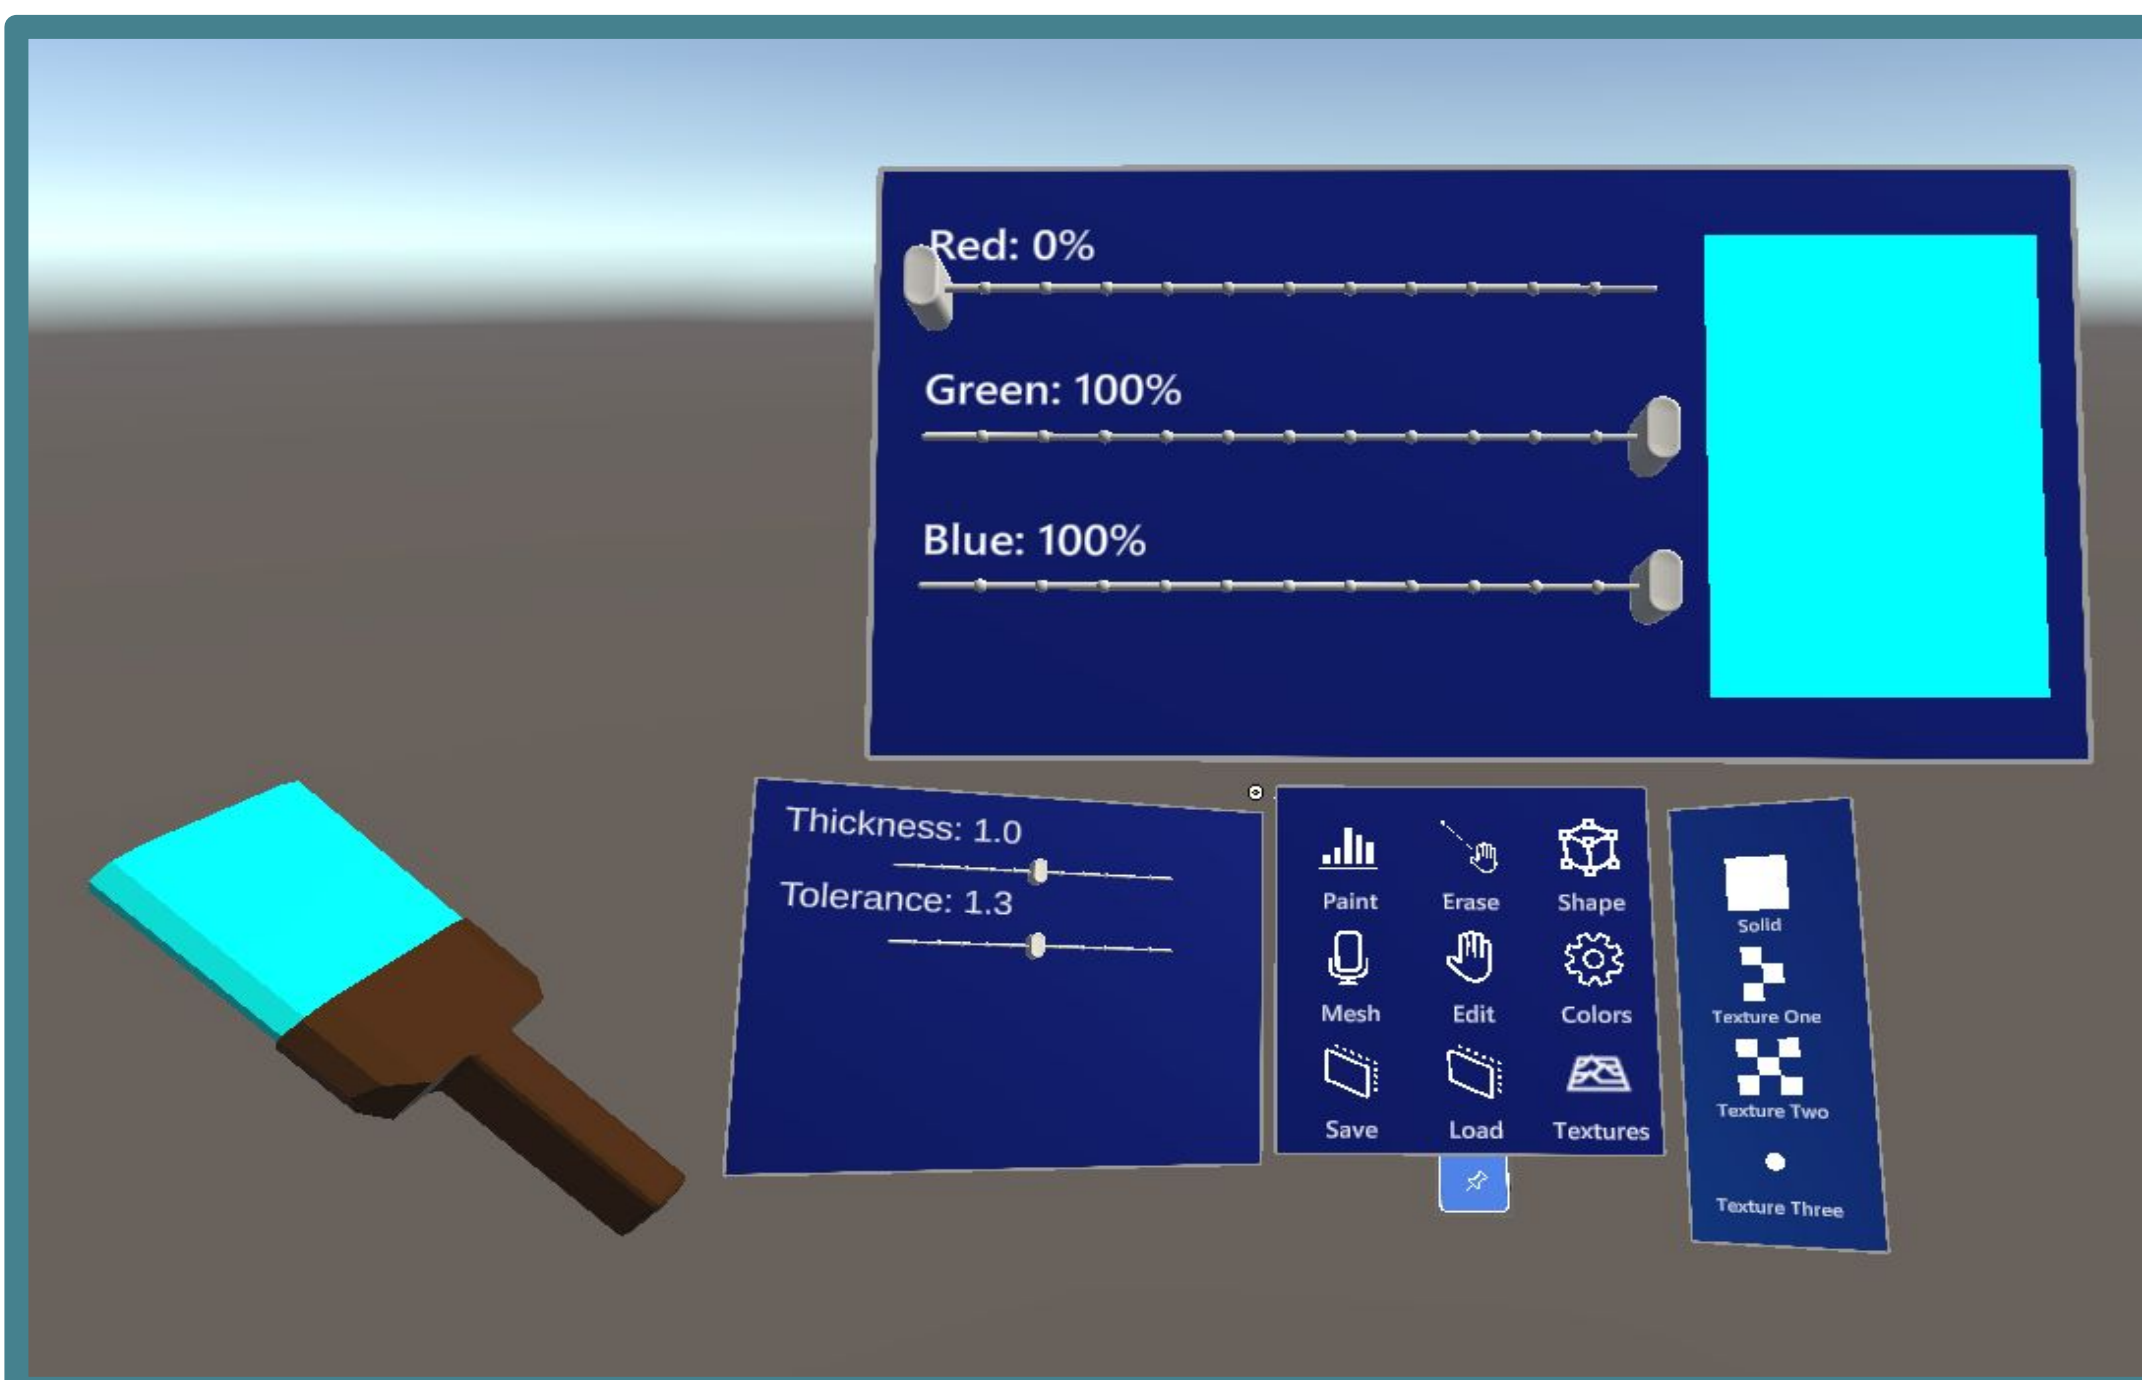 Red: 0%
Green: 100%
Blue: 100%
Thickness: 1.0
Tolerance: 1.3
Paint
Erase
Shape
Mesh
Edit
Colors
Save
Load
Textures
Solid
Texture One
Texture Two
Texture Three